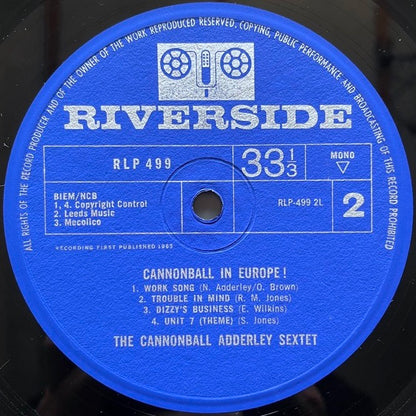 ALL RIGHTS OF THE RECORD PRODUCER AND OF THE OWNER OF THE WORK REPRODUCED RESERVED, COPYING, PUBLIC PERFORMANCE AND BROADCASTING OF THIS RECORD PROHIBITED
RIVERSIDE
RLP 499
33 1/3
MONO
BIEM/NCB
1, 4. Copyright Control
2. Leeds Music
3. Mecolico
RLP-499 2L
2
RECORDING FIRST PUBLISHED 1963
CANNONBALL IN EUROPE!
1. WORK SONG (N. Adderley/O. Brown)
2. TROUBLE IN MIND (R. M. Jones)
3. DIZZY'S BUSINESS (E. Wilkins)
4. UNIT 7 (THEME) (S. Jones)
THE CANNONBALL ADDERLEY SEXTET